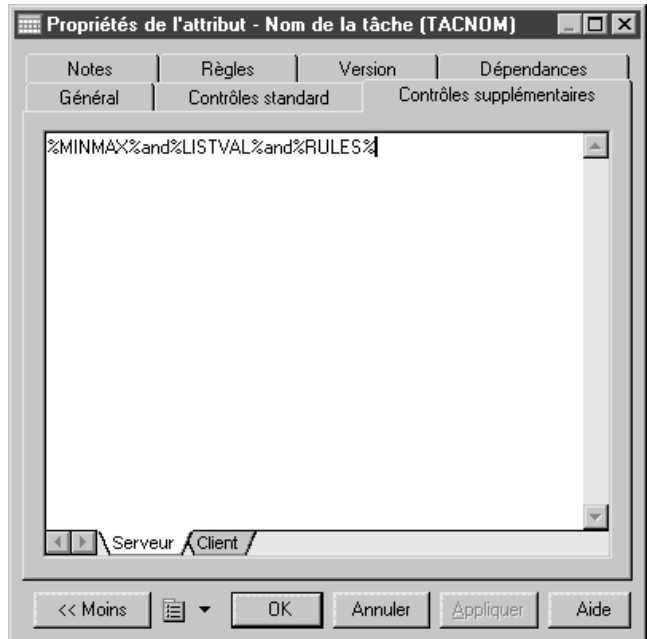 Propriétés de l'attribut - Nom de la tâche (TACNOM)
Notes Règles Version Dépendances
Général Contrôles standard Contrôles supplémentaires
%MINMAX%and%LISTVAL%and%RULES%
Serveur Client
<< Moins OK Annuler Appliquer Aide